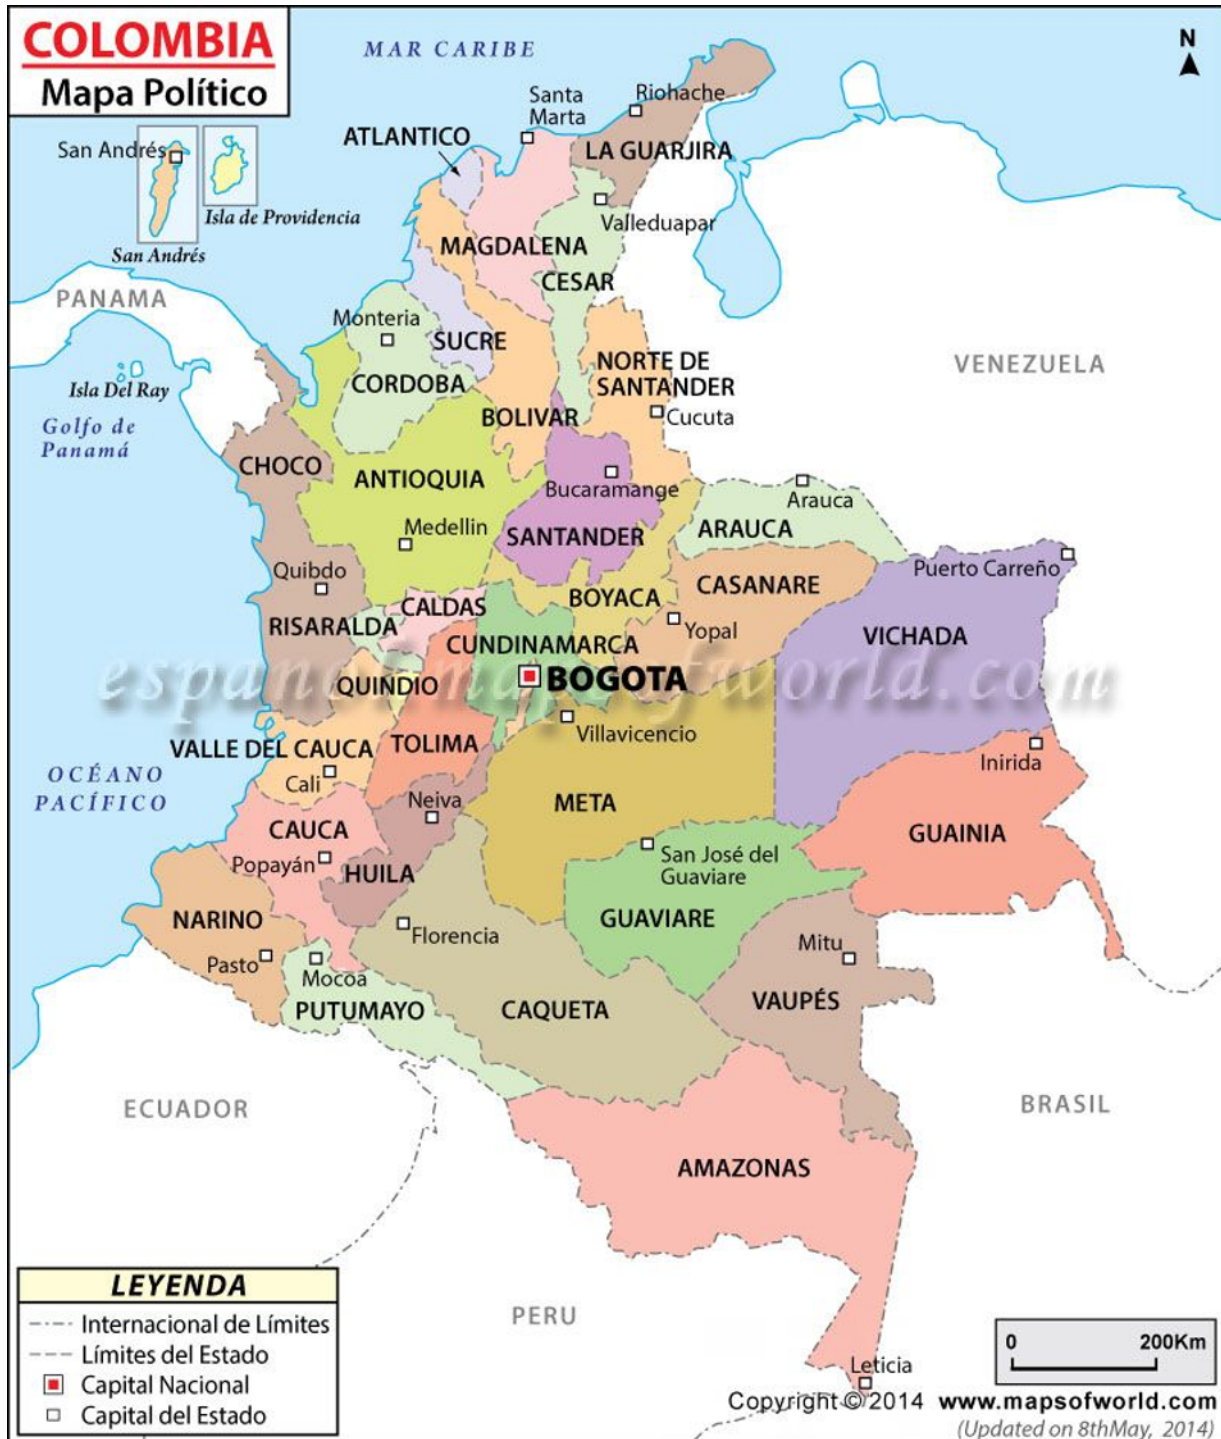 COLOMBIA
Mapa Político
MAR CARIBE
N
San Andrés
Isla de Providencia
San Andrés
ATLANTICO
Santa
Marta
Riohache
LA GUARJIRA
Valleduapar
MAGDALENA
CESAR
PANAMA
Monteria
SUCRE
CORDOBA
NORTE DE
SANTANDER
Cucuta
VENEZUELA
Isla Del Ray
Golfo de
Panamá
BOLIVAR
CHOCO
ANTIOQUIA
Bucaramange
Arauca
ARAUCA
Medellin
SANTANDER
Quibdo
CALDAS
BOYACA
CASANARE
Puerto Carreño
RISARALDA
CUNDINAMARCA
Yopal
VICHADA
espanol.mapsofworld.com
QUINDIO
BOGOTA
Villavicencio
VALLE DEL CAUCA
TOLIMA
Cali
Inirida
OCÉANO
PACÍFICO
Neiva
META
CAUCA
GUAINIA
Popayán
HUILA
San José del
Guaviare
NARINO
GUAVIARE
Florencia
Mitu
Pasto
Mocoa
PUTUMAYO
CAQUETA
VAUPÉS
ECUADOR
BRASIL
AMAZONAS
PERU
Leticia
LEYENDA
Internacional de Límites
Límites del Estado
Capital Nacional
Capital del Estado
0 200Km
Copyright © 2014 www.mapsofworld.com
(Updated on 8thMay, 2014)